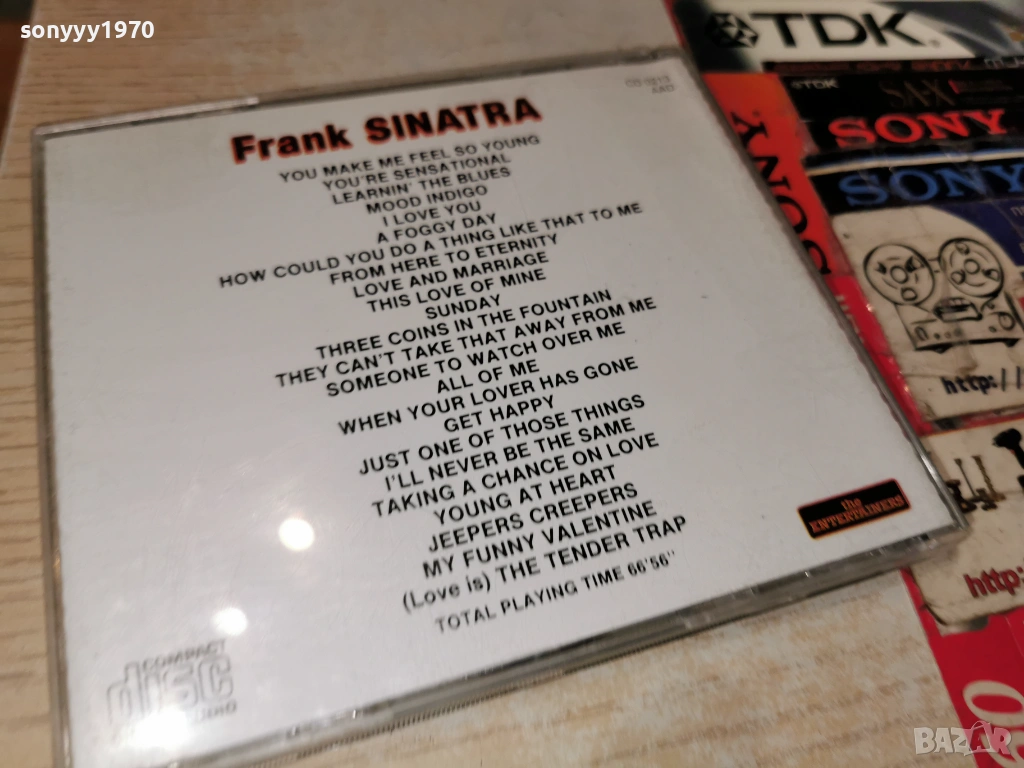 sonyyy1970
Frank SINATRA
YOU MAKE ME FEEL SO YOUNG
YOU'RE SENSATIONAL
LEARNIN' THE BLUES
MOOD INDIGO
I LOVE YOU
A FOGGY DAY
HOW COULD YOU DO A THING LIKE THAT TO ME
FROM HERE TO ETERNITY
LOVE AND MARRIAGE
THIS LOVE OF MINE
SUNDAY
THREE COINS IN THE FOUNTAIN
THEY CAN'T TAKE THAT AWAY FROM ME
SOMEONE TO WATCH OVER ME
ALL OF ME
WHEN YOUR LOVER HAS GONE
GET HAPPY
JUST ONE OF THOSE THINGS
I'LL NEVER BE THE SAME
TAKING A CHANCE ON LOVE
YOUNG AT HEART
JEEPERS CREEPERS
MY FUNNY VALENTINE
(Love is) THE TENDER TRAP
TOTAL PLAYING TIME 66'56"
the
ENTERTAINERS
COMPACT
disc
TDK
TDK
SA-X
SONY
SONY
SONY
http://
http:
BAZAR